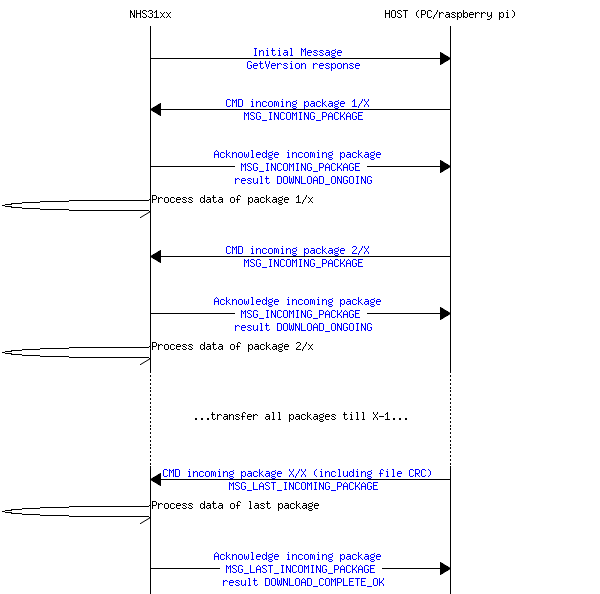 NHS31xx
HOST (PC/raspberry pi)
Initial Message
GetVersion response
CMD incoming package 1/X
MSG_INCOMING_PACKAGE
Acknowledge incoming package
MSG_INCOMING_PACKAGE
result DOWNLOAD_ONGOING
Process data of package 1/x
CMD incoming package 2/X
MSG_INCOMING_PACKAGE
Acknowledge incoming package
MSG_INCOMING_PACKAGE
result DOWNLOAD_ONGOING
Process data of package 2/x
...transfer all packages till X-1...
CMD incoming package X/X (including file CRC)
MSG_LAST_INCOMING_PACKAGE
Process data of last package
Acknowledge incoming package
MSG_LAST_INCOMING_PACKAGE
result DOWNLOAD_COMPLETE_OK